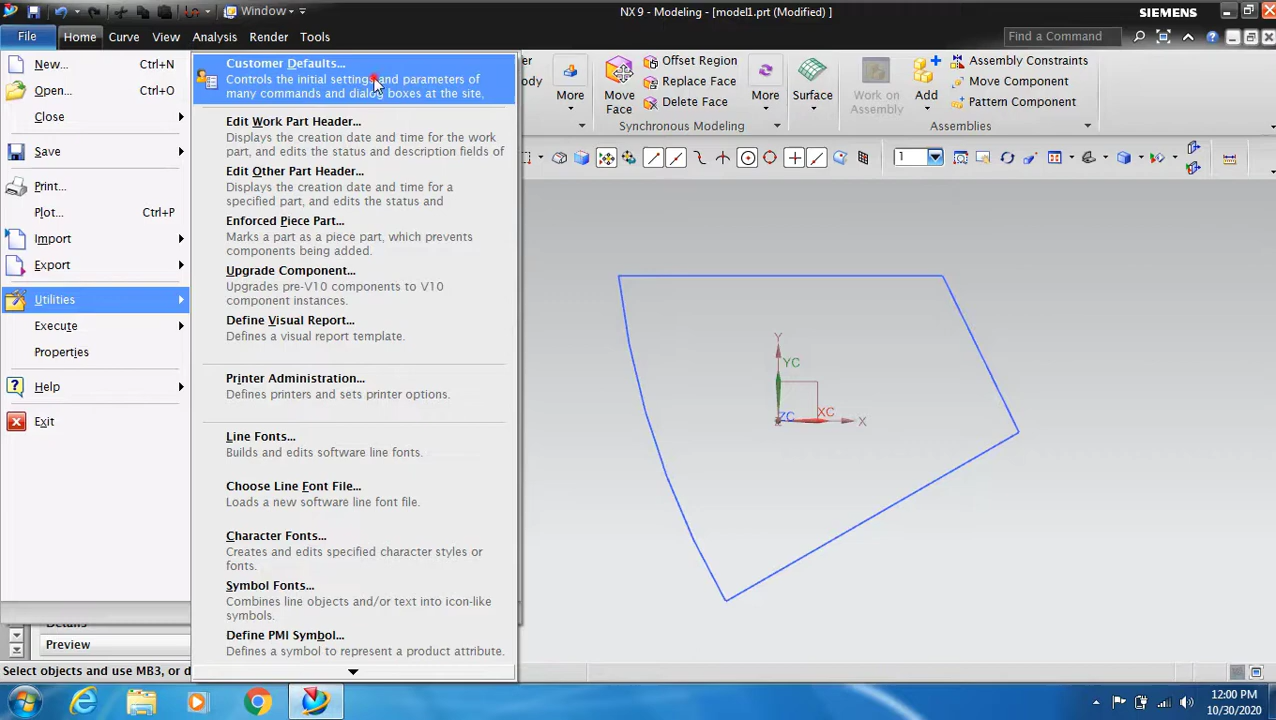 Window
NX 9 - Modeling - [model1.prt (Modified) ]
SIEMENS
File
Home
Curve
View
Analysis
Render
Tools
Find a Command
New...
Ctrl+N
Open...
Ctrl+O
Close
Save
Print...
Plot...
Ctrl+P
Import
Export
Utilities
Execute
Properties
Help
Exit
Customer Defaults...
Controls the initial settings and parameters of
many commands and dialog boxes at the site,
Edit Work Part Header...
Displays the creation date and time for the work
part, and edits the status and description fields of
Edit Other Part Header...
Displays the creation date and time for a
specified part, and edits the status and
Enforced Piece Part...
Marks a part as a piece part, which prevents
components being added.
Upgrade Component...
Upgrades pre-V10 components to V10
component instances.
Define Visual Report...
Defines a visual report template.
Printer Administration...
Defines printers and sets printer options.
Line Fonts...
Builds and edits software line fonts.
Choose Line Font File...
Loads a new software line font file.
Character Fonts...
Creates and edits specified character styles or
fonts.
Symbol Fonts...
Combines line objects and/or text into icon-like
symbols.
Define PMI Symbol...
Defines a symbol to represent a product attribute.
More
Move
Face
Offset Region
Replace Face
Delete Face
More
Synchronous Modeling
Surface
Work on
Assembly
Add
Assembly Constraints
Move Component
Pattern Component
Assemblies
1
Y
YC
ZC
XC
X
Details
Preview
Select objects and use MB3, or d
12:00 PM
10/30/2020